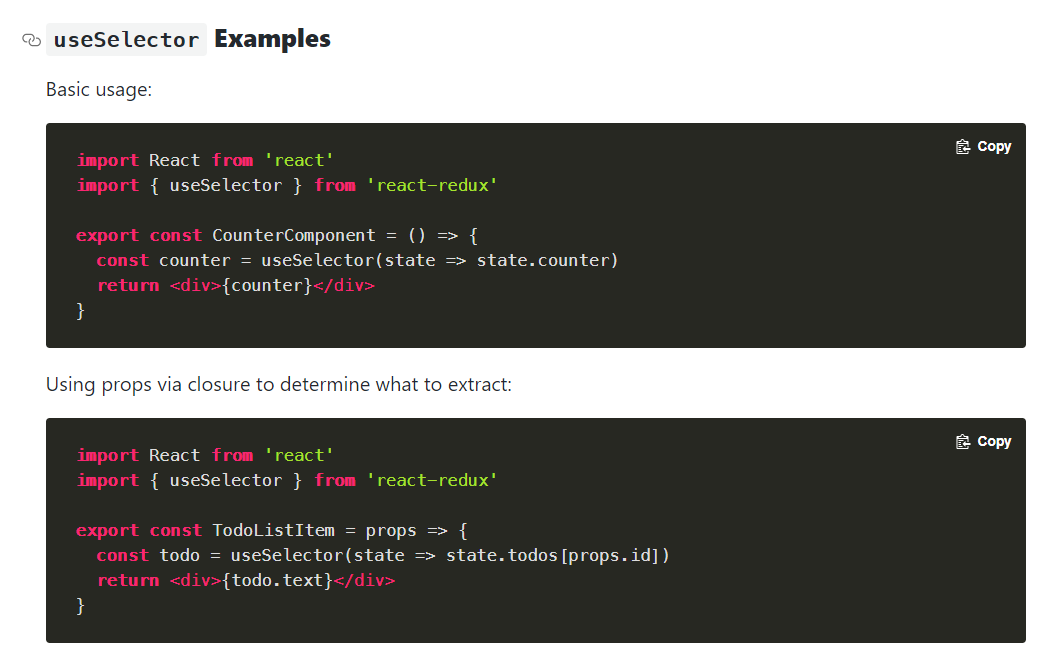 useSelector Examples
Basic usage:
Copy
import React from 'react'
import { useSelector } from 'react-redux'
export const CounterComponent = () => {
  const counter = useSelector(state => state.counter)
  return <div>{counter}</div>
}
Using props via closure to determine what to extract:
Copy
import React from 'react'
import { useSelector } from 'react-redux'
export const TodoListItem = props => {
  const todo = useSelector(state => state.todos[props.id])
  return <div>{todo.text}</div>
}